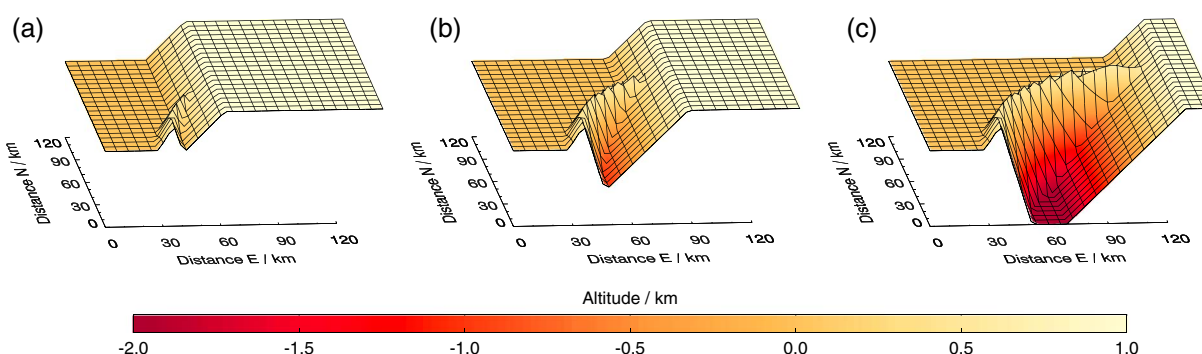 (a) (b) (c)
120 120 120
90 90 90
60 60 60
30 30 30
0 0 0
Distance N / km Distance N / km Distance N / km
0 30 60 90 120 0 30 60 90 120 0 30 60 90 120
Distance E / km Distance E / km Distance E / km
Altitude / km
-2.0 -1.5 -1.0 -0.5 0.0 0.5 1.0